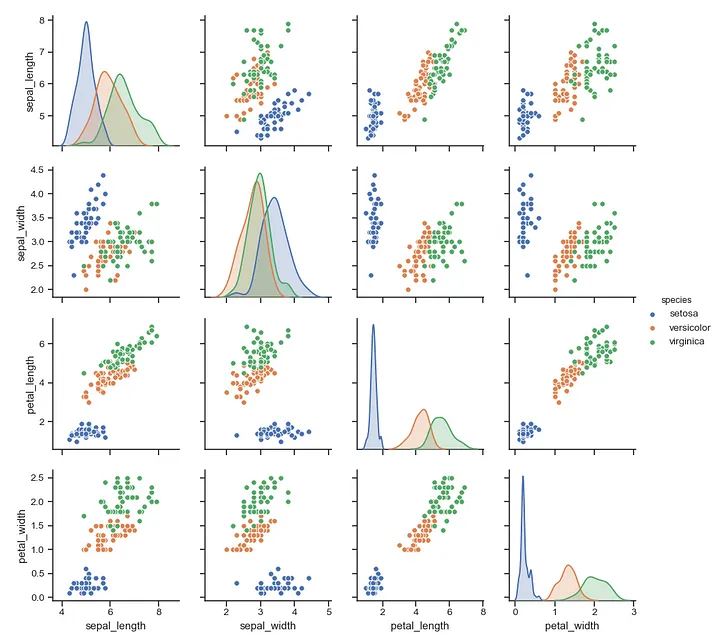 8
7
6
5
sepal_length
4.5
4.0
3.5
3.0
2.5
2.0
sepal_width
species
setosa
versicolor
virginica
6
4
2
petal_length
2.5
2.0
1.5
1.0
0.5
0.0
petal_width
4 6 8 2 3 4 5 2 4 6 8 0 1 2 3
sepal_length sepal_width petal_length petal_width